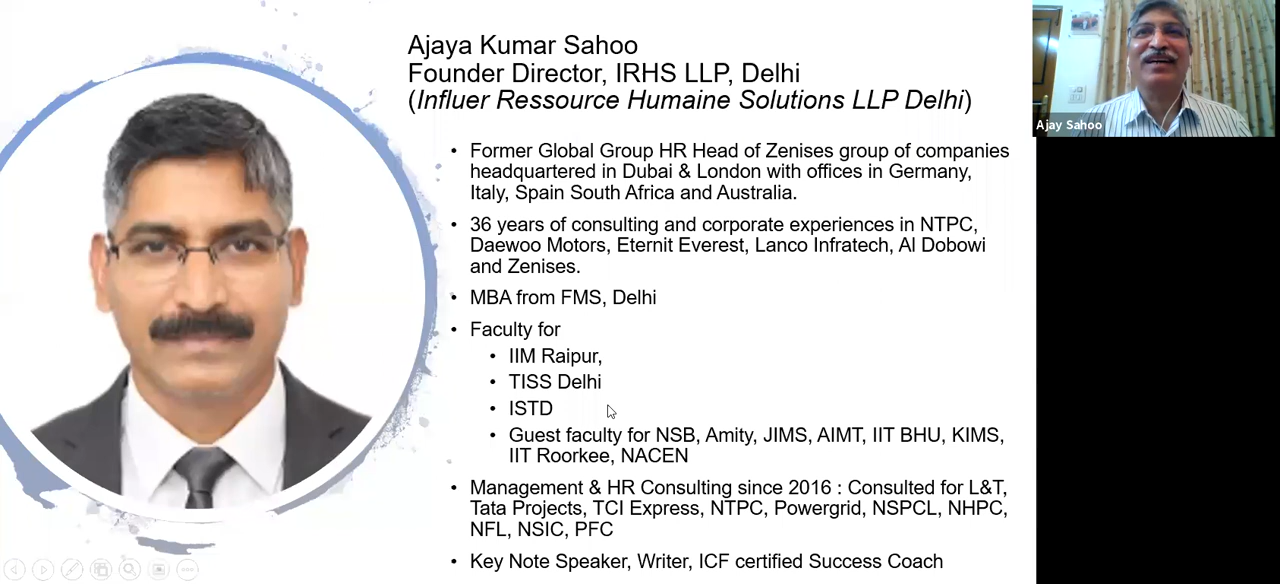 Ajaya Kumar Sahoo
Founder Director, IRHS LLP, Delhi
(Influer Ressource Humaine Solutions LLP Delhi)
• Former Global Group HR Head of Zenises group of companies
headquartered in Dubai & London with offices in Germany,
Italy, Spain South Africa and Australia.
• 36 years of consulting and corporate experiences in NTPC,
Daewoo Motors, Eternit Everest, Lanco Infratech, Al Dobowi
and Zenises.
• MBA from FMS, Delhi
• Faculty for
• IIM Raipur,
• TISS Delhi
• ISTD
• Guest faculty for NSB, Amity, JIMS, AIMT, IIT BHU, KIMS,
IIT Roorkee, NACEN
• Management & HR Consulting since 2016 : Consulted for L&T,
Tata Projects, TCI Express, NTPC, Powergrid, NSPCL, NHPC,
NFL, NSIC, PFC
• Key Note Speaker, Writer, ICF certified Success Coach
Ajay Sahoo